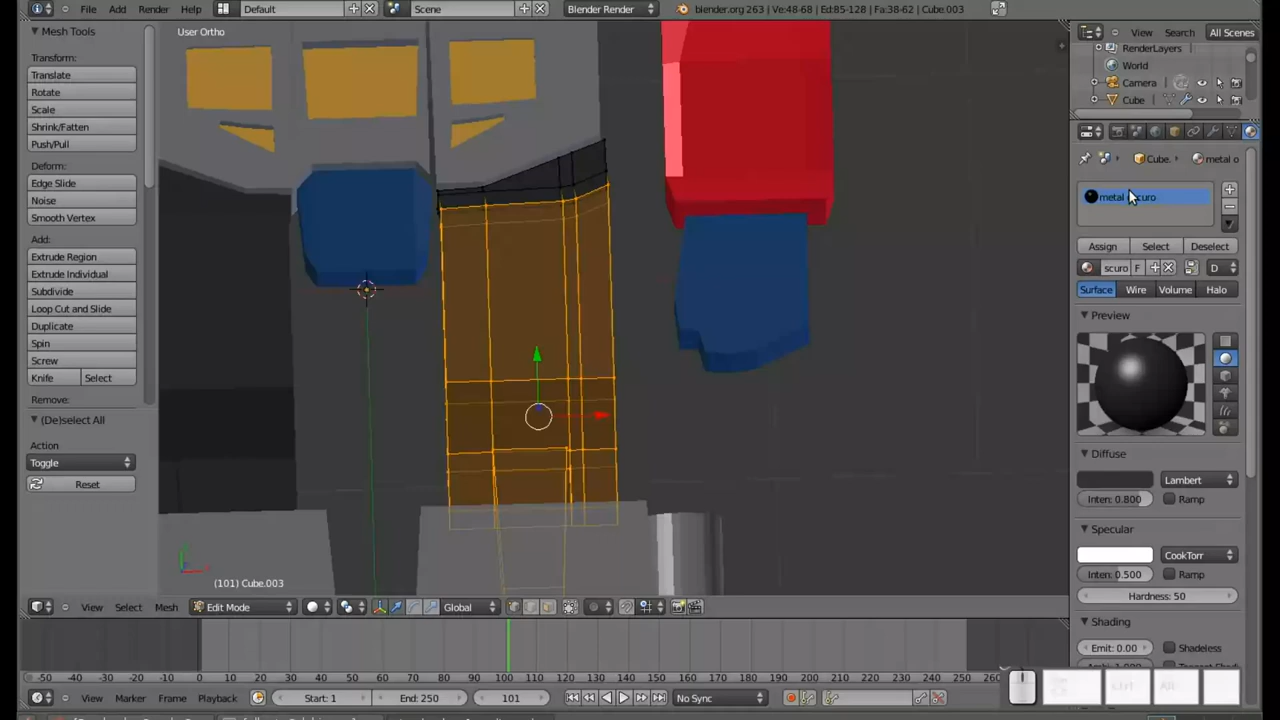 File Add Render Help Default Scene Blender Render blender.org 263 | Ve:48-68 | Ed:85-128 | Fa:38-62 | Cube.003
Mesh Tools
Transform:
Translate
Rotate
Scale
Shrink/Fatten
Push/Pull
Deform:
Edge Slide
Noise
Smooth Vertex
Add:
Extrude Region
Extrude Individual
Subdivide
Loop Cut and Slide
Duplicate
Spin
Screw
Knife Select
Remove:
(De)select All
Action
Toggle
Reset
User Ortho
(101) Cube.003
View Select Mesh Edit Mode Global
View Search All Scenes
RenderLayers
World
Camera
Cube
Cube. metal o
Assign Select Deselect
scuro F D
Surface Wire Volume Halo
Preview
Diffuse
Lambert
Inten: 0.800 Ramp
Specular
CookTorr
Inten: 0.500 Ramp
Hardness: 50
Shading
Emit: 0.00 Shadeless
-50 -40 -30 -20 -10 0 10 20 30 40 50 60 70 80 90 100 110 120 130 140 150 160 170 180 190 200 210 220 230 240 250 260
View Marker Frame Playback Start: 1 End: 250 101 No Sync
Ctrl Alt